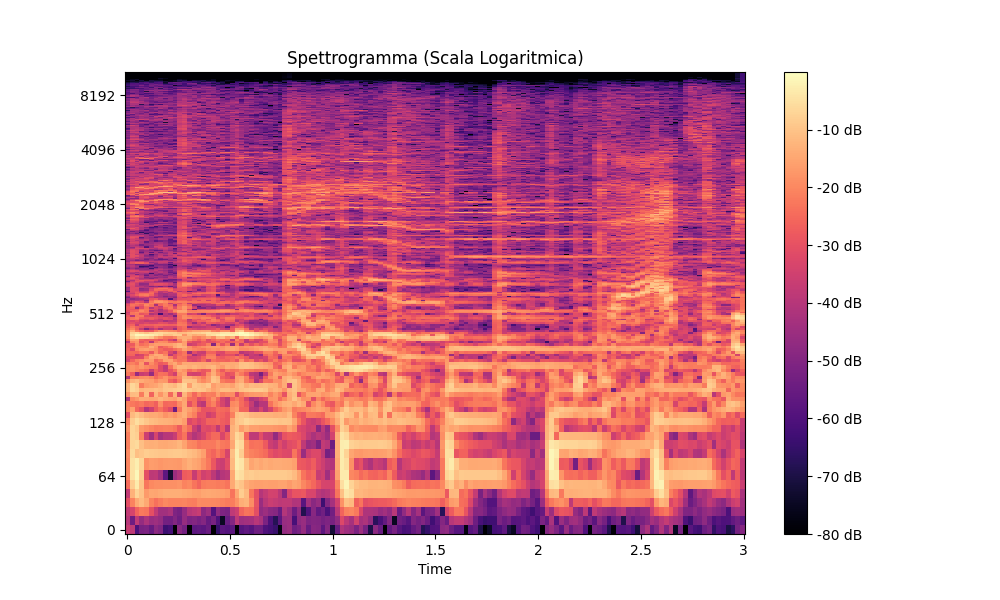 Spettrogramma (Scala Logaritmica)
8192
4096
2048
1024
512
256
128
64
0
Hz
0
0.5
1
1.5
2
2.5
3
Time
-10 dB
-20 dB
-30 dB
-40 dB
-50 dB
-60 dB
-70 dB
-80 dB